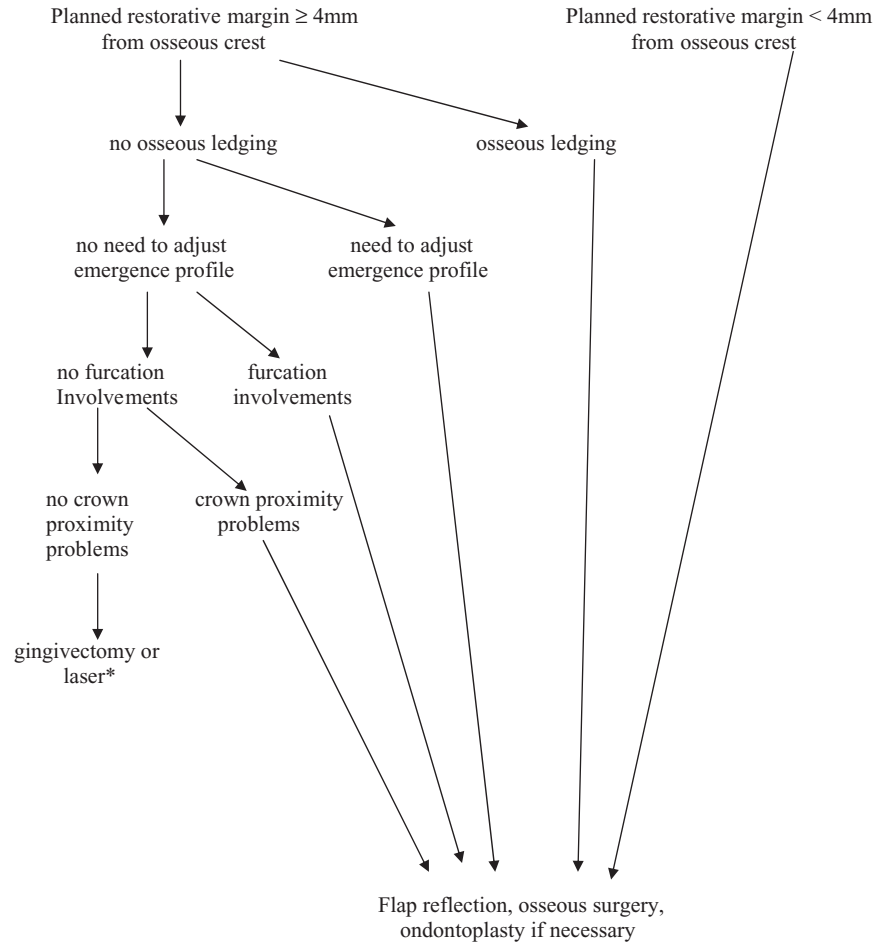 Planned restorative margin ≥ 4mm
from osseous crest
Planned restorative margin < 4mm
from osseous crest
no osseous ledging
osseous ledging
no need to adjust
emergence profile
need to adjust
emergence profile
no furcation
Involvements
furcation
involvements
no crown
proximity
problems
crown proximity
problems
gingivectomy or
laser*
Flap reflection, osseous surgery,
ondontoplasty if necessary